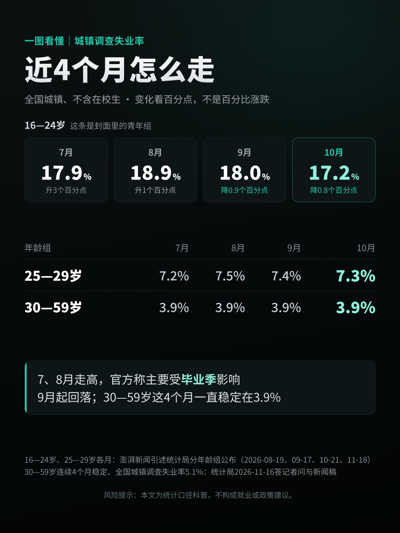 一图看懂｜城镇调查失业率
近4个月怎么走
全国城镇、不含在校生 · 变化看百分点，不是百分比涨跌
16—24岁 这条是封面里的青年组
7月 8月 9月 10月
17.9% 18.9% 18.0% 17.2%
升3个百分点 升1个百分点 降0.9个百分点 降0.8个百分点
年龄组 7月 8月 9月 10月
25—29岁 7.2% 7.5% 7.4% 7.3%
30—59岁 3.9% 3.9% 3.9% 3.9%
7、8月走高，官方称主要受毕业季影响
9月起回落；30—59岁这4个月一直稳定在3.9%
16—24岁、25—29岁各月：澎湃新闻引述统计局分年龄组公布（2026-08-19、09-17、10-21、11-18）
30—59岁连续4个月稳定、全国城镇调查失业率5.1%：统计局2026-11-16答记者问与新闻稿
风险提示：本文为统计口径科普，不构成就业或政策建议。